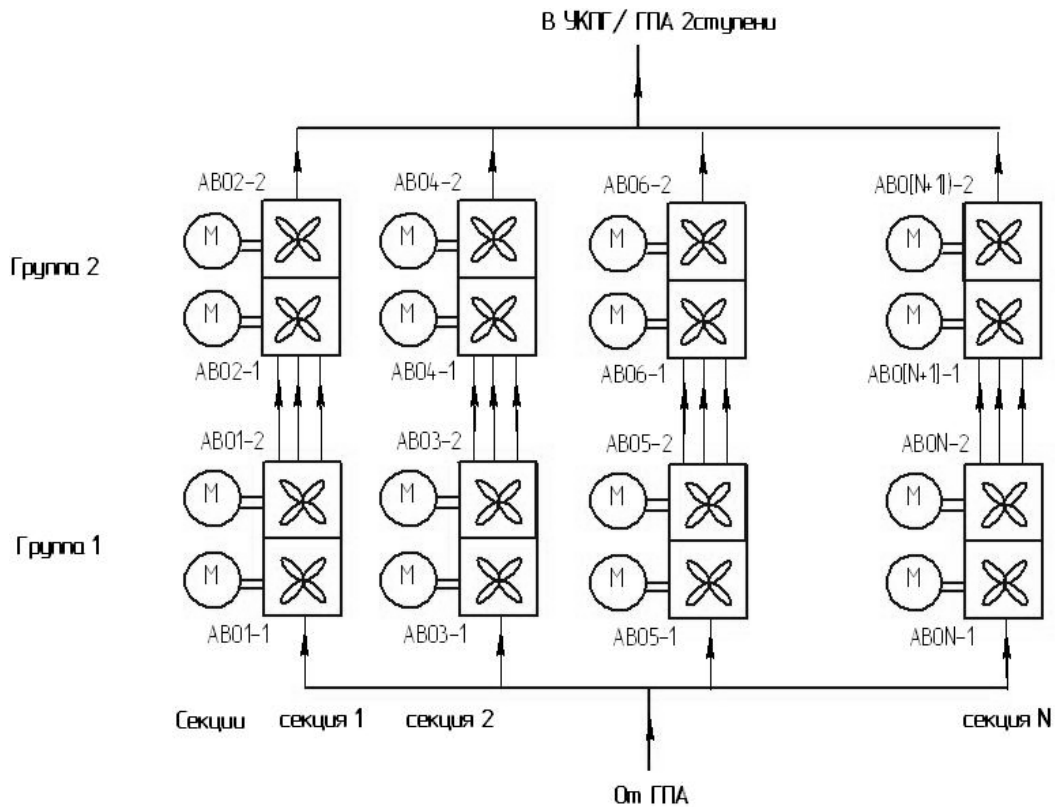 В УКПГ/ ГПА 2ступени
АВО2-2 АВО4-2 АВО6-2 АВО[N+1])-2
М М М М
Группа 2
М М М М
АВО2-1 АВО4-1 АВО6-1 АВО[N+1]-1
АВО1-2 АВО3-2 АВО5-2 АВОN-2
М М М М
Группа 1
М М М М
АВО1-1 АВО3-1 АВО5-1 АВОN-1
Секции секция 1 секция 2 секция N
От ГПА